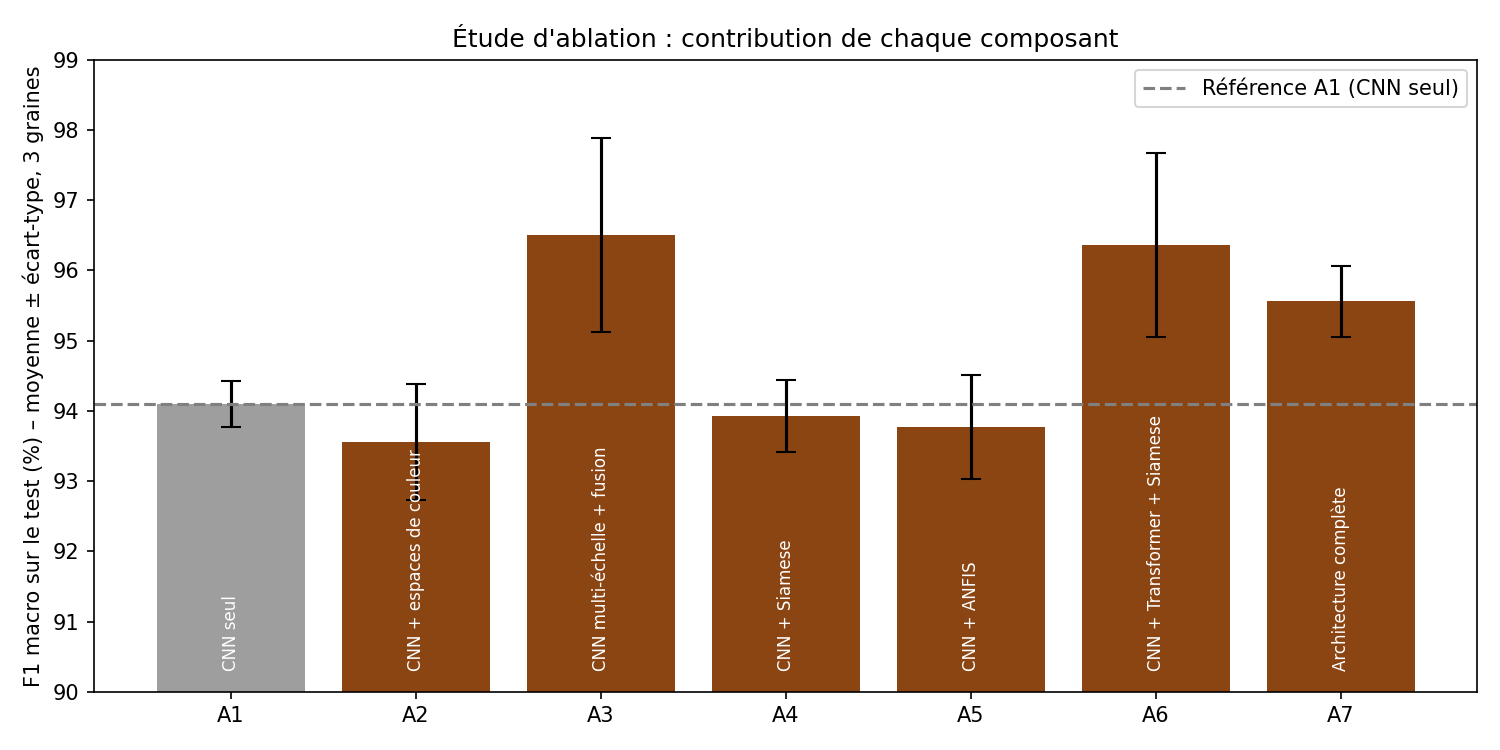 Étude d'ablation : contribution de chaque composant
F1 macro sur le test (%) – moyenne ± écart-type, 3 graines
99
98
97
96
95
94
93
92
91
90
Référence A1 (CNN seul)
CNN seul
CNN + espaces de couleur
CNN multi-échelle + fusion
CNN + Siamese
CNN + ANFIS
CNN + Transformer + Siamese
Architecture complète
A1
A2
A3
A4
A5
A6
A7